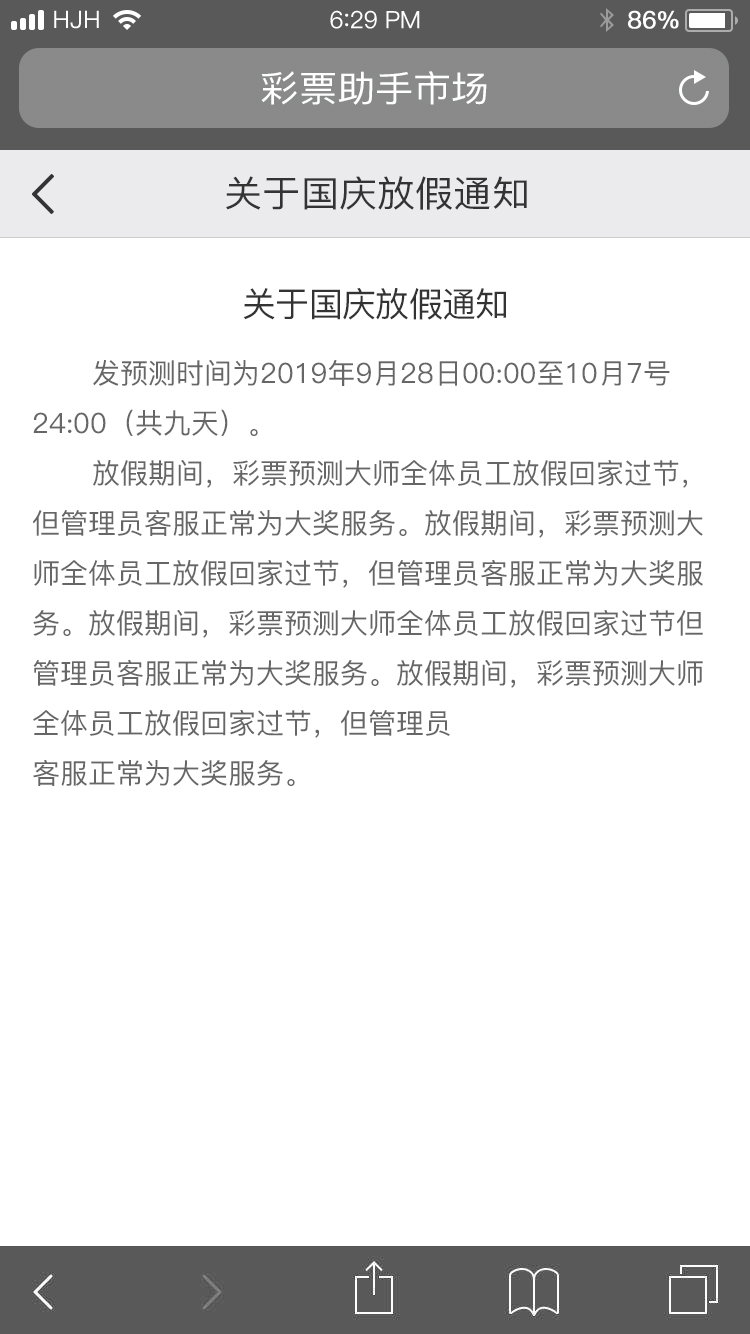 HJH
6:29 PM
86%
彩票助手市场
关于国庆放假通知
关于国庆放假通知
发预测时间为2019年9月28日00:00至10月7号
24:00（共九天）。
放假期间，彩票预测大师全体员工放假回家过节，
但管理员客服正常为大奖服务。放假期间，彩票预测大
师全体员工放假回家过节，但管理员客服正常为大奖服
务。放假期间，彩票预测大师全体员工放假回家过节但
管理员客服正常为大奖服务。放假期间，彩票预测大师
全体员工放假回家过节，但管理员
客服正常为大奖服务。